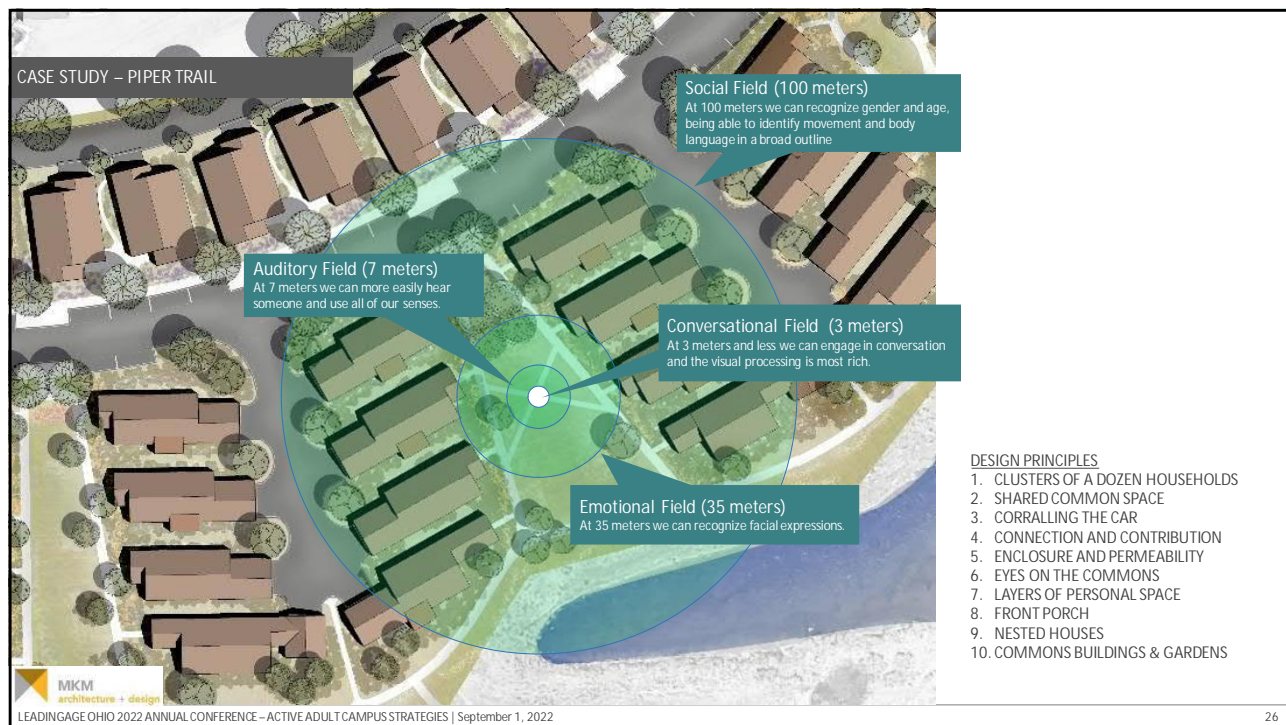 CASE STUDY – PIPER TRAIL
Social Field (100 meters)
At 100 meters we can recognize gender and age,
being able to identify movement and body
language in a broad outline
Auditory Field (7 meters)
At 7 meters we can more easily hear
someone and use all of our senses.
Conversational Field (3 meters)
At 3 meters and less we can engage in conversation
and the visual processing is most rich.
Emotional Field (35 meters)
At 35 meters we can recognize facial expressions.
DESIGN PRINCIPLES
1. CLUSTERS OF A DOZEN HOUSEHOLDS
2. SHARED COMMON SPACE
3. CORRALLING THE CAR
4. CONNECTION AND CONTRIBUTION
5. ENCLOSURE AND PERMEABILITY
6. EYES ON THE COMMONS
7. LAYERS OF PERSONAL SPACE
8. FRONT PORCH
9. NESTED HOUSES
10. COMMONS BUILDINGS & GARDENS
MKM
architecture + design
LEADINGAGE OHIO 2022 ANNUAL CONFERENCE – ACTIVE ADULT CAMPUS STRATEGIES | September 1, 2022
26